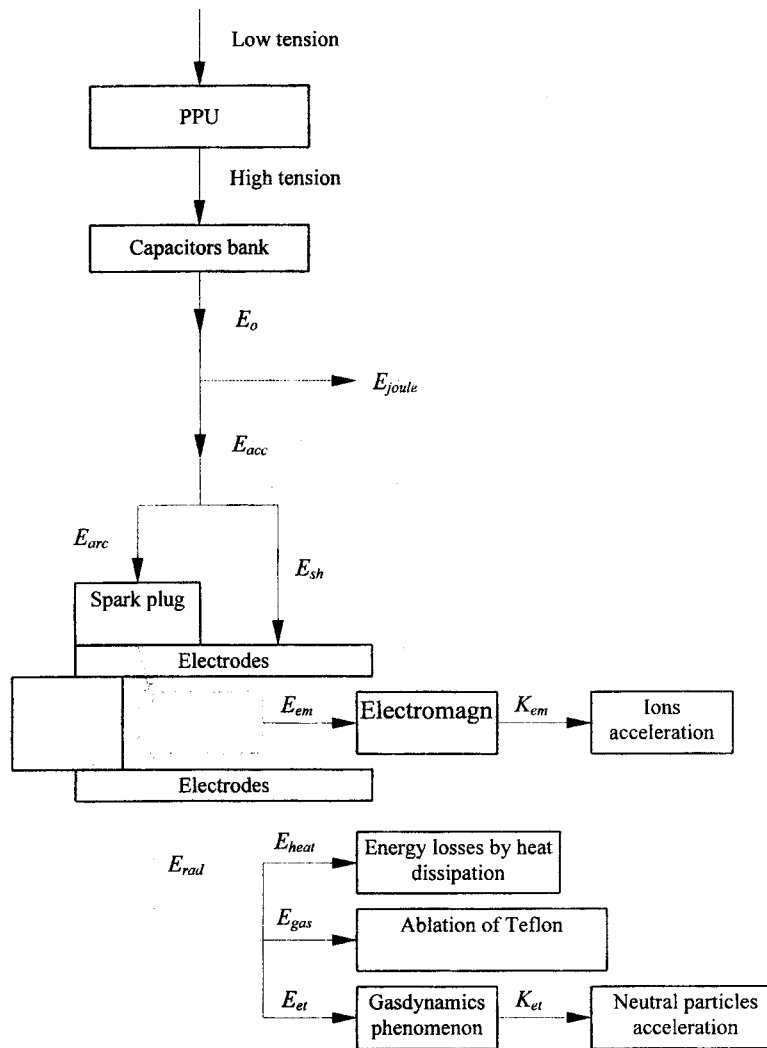 Low tension
PPU
High tension
Capacitors bank
E_o
E_joule
E_acc
E_arc
E_sh
Spark plug
Electrodes
E_em
Electromagn
K_em
Ions
acceleration
Electrodes
E_rad
E_heat
Energy losses by heat
dissipation
E_gas
Ablation of Teflon
E_et
Gasdynamics
phenomenon
K_et
Neutral particles
acceleration